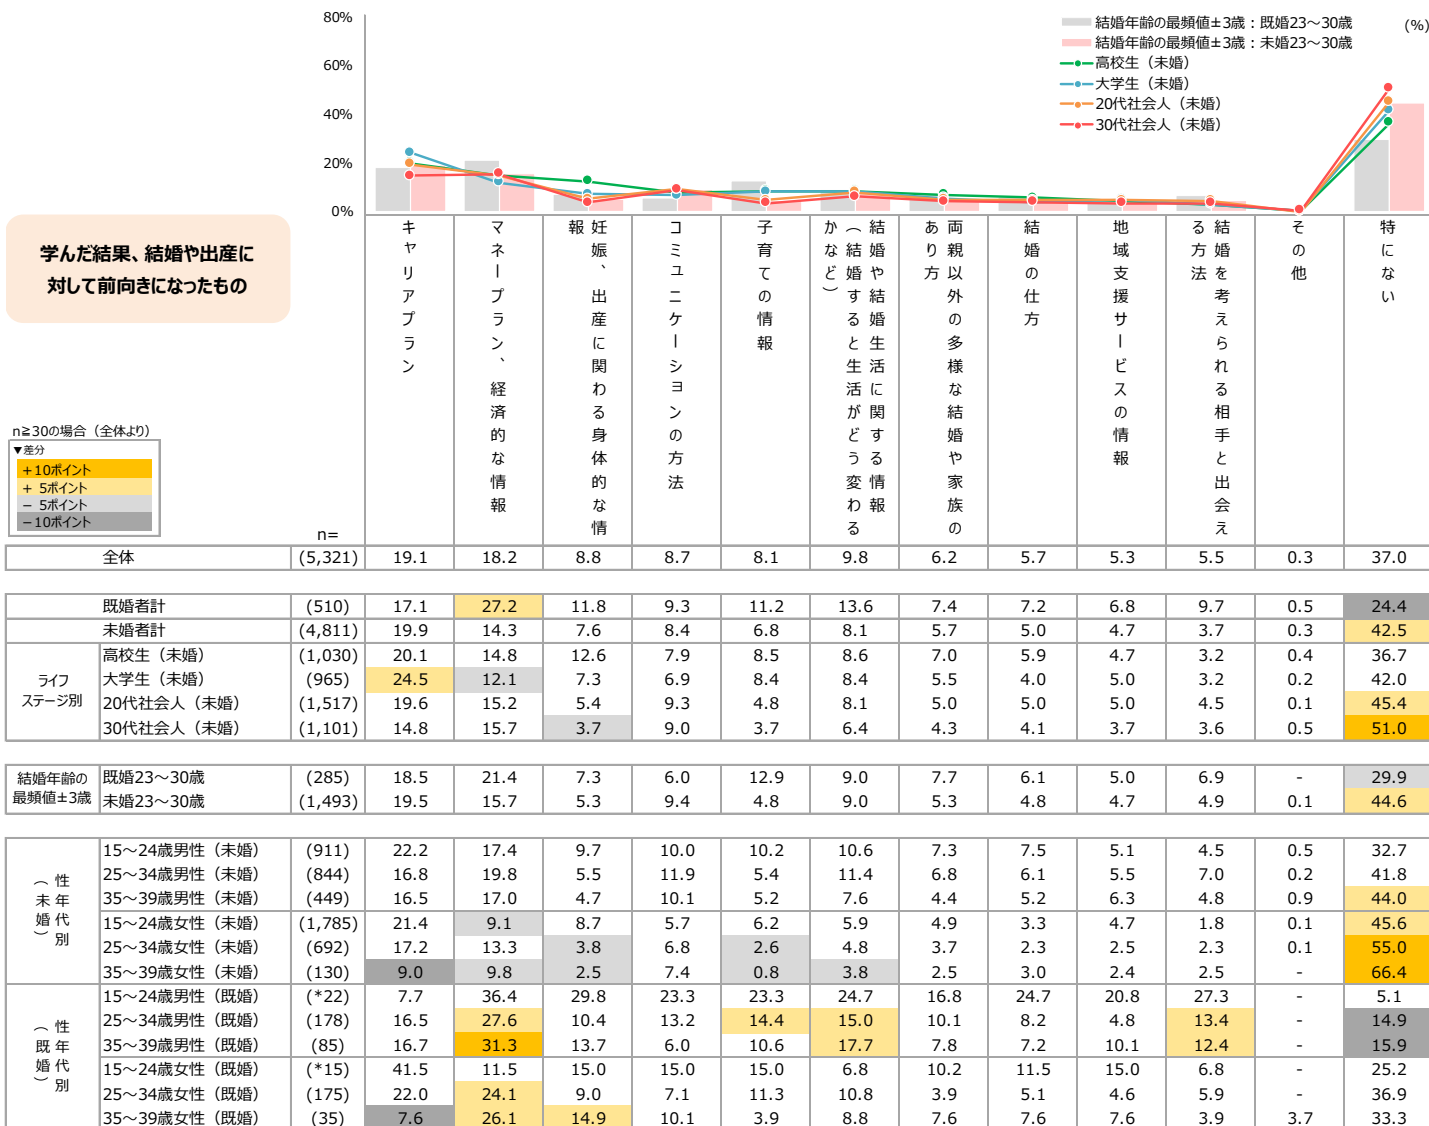 80%
60%
40%
20%
0%
結婚年齢の最頻値±3歳：既婚23～30歳
結婚年齢の最頻値±3歳：未婚23～30歳
高校生（未婚）
大学生（未婚）
20代社会人（未婚）
30代社会人（未婚）
(%)
学んだ結果、結婚や出産に
対して前向きになったもの
キャリアプラン
マネープラン、経済的な情報
妊娠、出産に関わる身体的な情
報
コミュニケーションの方法
子育ての情報
結婚や結婚生活に関する情報
（結婚すると生活がどう変わる
かなど）
両親以外の多様な結婚や家族の
あり方
結婚の仕方
地域支援サービスの情報
結婚を考えられる相手と出会え
る方法
その他
特にない
n≧30の場合（全体より）
▼差分
+10ポイント
+ 5ポイント
− 5ポイント
−10ポイント
n=
全体 (5,321) 19.1 18.2 8.8 8.7 8.1 9.8 6.2 5.7 5.3 5.5 0.3 37.0
既婚者計 (510) 17.1 27.2 11.8 9.3 11.2 13.6 7.4 7.2 6.8 9.7 0.5 24.4
未婚者計 (4,811) 19.9 14.3 7.6 8.4 6.8 8.1 5.7 5.0 4.7 3.7 0.3 42.5
ライフ
ステージ別
高校生（未婚） (1,030) 20.1 14.8 12.6 7.9 8.5 8.6 7.0 5.9 4.7 3.2 0.4 36.7
大学生（未婚） (965) 24.5 12.1 7.3 6.9 8.4 8.4 5.5 4.0 5.0 3.2 0.2 42.0
20代社会人（未婚） (1,517) 19.6 15.2 5.4 9.3 4.8 8.1 5.0 5.0 5.0 4.5 0.1 45.4
30代社会人（未婚） (1,101) 14.8 15.7 3.7 9.0 3.7 6.4 4.3 4.1 3.7 3.6 0.5 51.0
結婚年齢の
最頻値±3歳
既婚23～30歳 (285) 18.5 21.4 7.3 6.0 12.9 9.0 7.7 6.1 5.0 6.9 - 29.9
未婚23～30歳 (1,493) 19.5 15.7 5.3 9.4 4.8 9.0 5.3 4.8 4.7 4.9 0.1 44.6
性年代別
（未婚）
15～24歳男性（未婚） (911) 22.2 17.4 9.7 10.0 10.2 10.6 7.3 7.5 5.1 4.5 0.5 32.7
25～34歳男性（未婚） (844) 16.8 19.8 5.5 11.9 5.4 11.4 6.8 6.1 5.5 7.0 0.2 41.8
35～39歳男性（未婚） (449) 16.5 17.0 4.7 10.1 5.2 7.6 4.4 5.2 6.3 4.8 0.9 44.0
15～24歳女性（未婚） (1,785) 21.4 9.1 8.7 5.7 6.2 5.9 4.9 3.3 4.7 1.8 0.1 45.6
25～34歳女性（未婚） (692) 17.2 13.3 3.8 6.8 2.6 4.8 3.7 2.3 2.5 2.3 0.1 55.0
35～39歳女性（未婚） (130) 9.0 9.8 2.5 7.4 0.8 3.8 2.5 3.0 2.4 2.5 - 66.4
性年代別
（既婚）
15～24歳男性（既婚） (*22) 7.7 36.4 29.8 23.3 23.3 24.7 16.8 24.7 20.8 27.3 - 5.1
25～34歳男性（既婚） (178) 16.5 27.6 10.4 13.2 14.4 15.0 10.1 8.2 4.8 13.4 - 14.9
35～39歳男性（既婚） (85) 16.7 31.3 13.7 6.0 10.6 17.7 7.8 7.2 10.1 12.4 - 15.9
15～24歳女性（既婚） (*15) 41.5 11.5 15.0 15.0 15.0 6.8 10.2 11.5 15.0 6.8 - 25.2
25～34歳女性（既婚） (175) 22.0 24.1 9.0 7.1 11.3 10.8 3.9 5.1 4.6 5.9 - 36.9
35～39歳女性（既婚） (35) 7.6 26.1 14.9 10.1 3.9 8.8 7.6 7.6 7.6 3.9 3.7 33.3